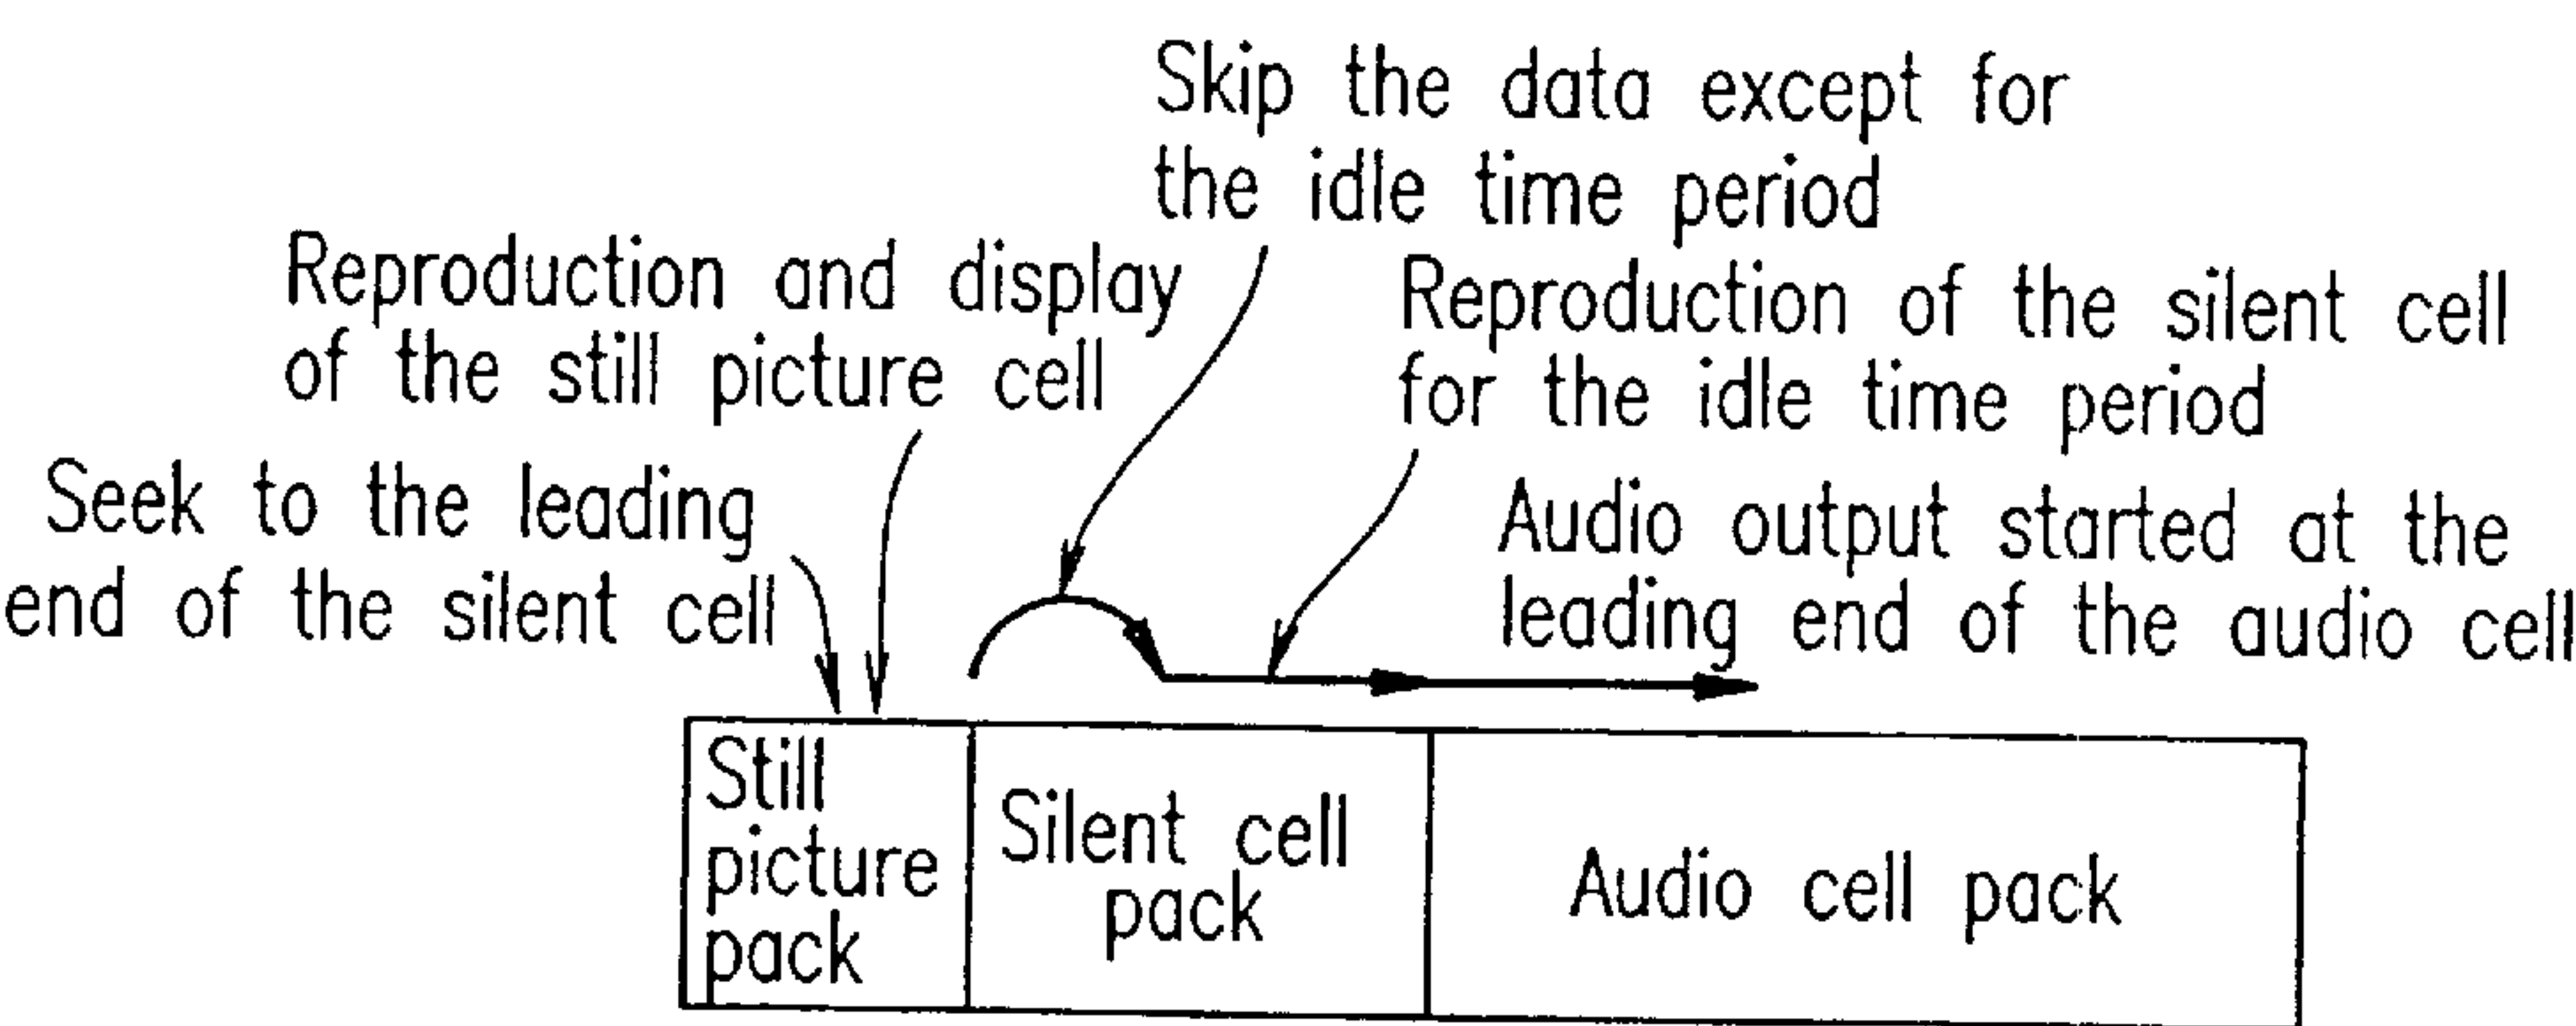 Skip the data except for
the idle time period
Reproduction and display
of the still picture cell
Reproduction of the silent cell
for the idle time period
Seek to the leading
end of the silent cell
Audio output started at the
leading end of the audio cell
Still
picture
pack
Silent cell
pack
Audio cell pack